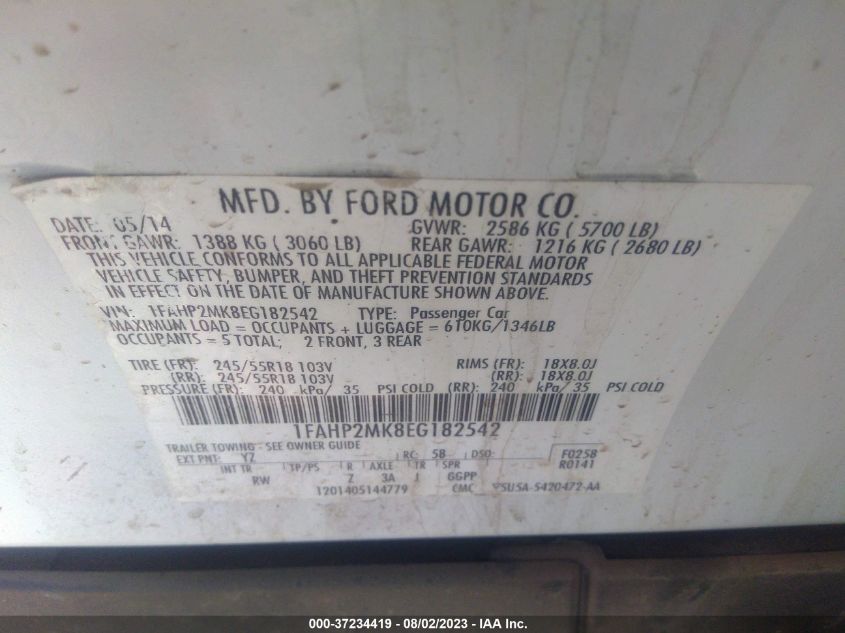 MFD. BY FORD MOTOR CO.
DATE: 05/14 GVWR: 2586 KG ( 5700 LB)
FRONT GAWR: 1388 KG ( 3060 LB) REAR GAWR: 1216 KG ( 2680 LB)
THIS VEHICLE CONFORMS TO ALL APPLICABLE FEDERAL MOTOR
VEHICLE SAFETY, BUMPER, AND THEFT PREVENTION STANDARDS
IN EFFECT ON THE DATE OF MANUFACTURE SHOWN ABOVE.
VIN: 1FAHP2MK8EG182542 TYPE: Passenger Car
MAXIMUM LOAD = OCCUPANTS + LUGGAGE = 610KG/1346LB
OCCUPANTS = 5 TOTAL; 2 FRONT, 3 REAR
TIRE (FR): 245/55R18 103V RIMS (FR): 18X8.0J
(RR): 245/55R18 103V (RR): 18X8.0J
PRESSURE (FR): 240 kPa/ 35 PSI COLD (RR): 240 kPa/ 35 PSI COLD
1FAHP2MK8EG182542
TRAILER TOWING - SEE OWNER GUIDE
EXT PNT: YZ RC: 58 DSO: F0258
R0141
INT TR TP/PS R AXLE TR SPR
RW Z 3A J GGPP
1201405144779 CMC 5U5A-5420472-AA
000-37234419 - 08/02/2023 - IAA Inc.